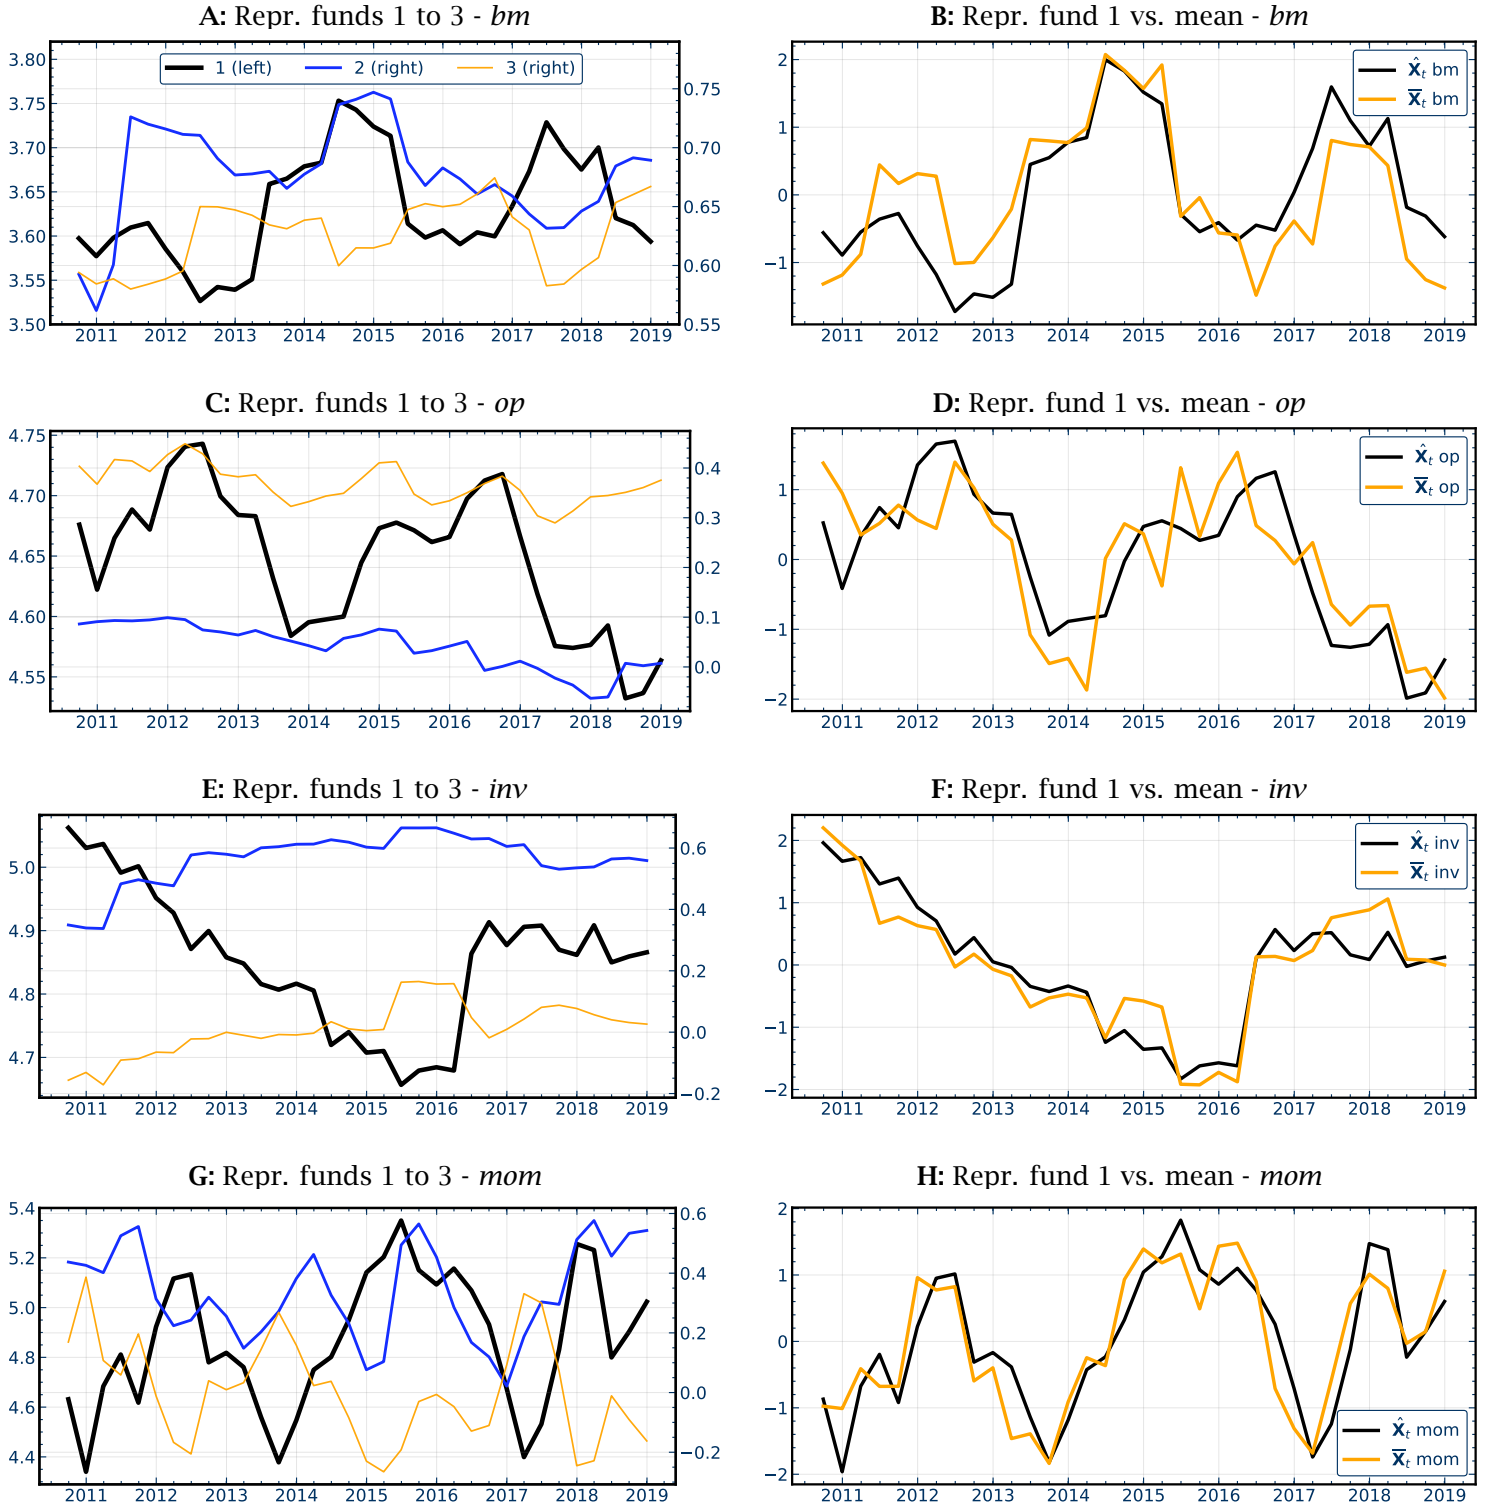 A: Repr. funds 1 to 3 - bm
3.80
3.75
3.70
3.65
3.60
3.55
3.50
1 (left) 2 (right) 3 (right)
0.75
0.70
0.65
0.60
0.55
2011 2012 2013 2014 2015 2016 2017 2018 2019
B: Repr. fund 1 vs. mean - bm
2
1
0
−1
X̂t bm
X̅t bm
2011 2012 2013 2014 2015 2016 2017 2018 2019
C: Repr. funds 1 to 3 - op
4.75
4.70
4.65
4.60
4.55
0.4
0.3
0.2
0.1
0.0
2011 2012 2013 2014 2015 2016 2017 2018 2019
D: Repr. fund 1 vs. mean - op
1
0
−1
−2
X̂t op
X̅t op
2011 2012 2013 2014 2015 2016 2017 2018 2019
E: Repr. funds 1 to 3 - inv
5.0
4.9
4.8
4.7
0.6
0.4
0.2
0.0
−0.2
2011 2012 2013 2014 2015 2016 2017 2018 2019
F: Repr. fund 1 vs. mean - inv
2
1
0
−1
−2
X̂t inv
X̅t inv
2011 2012 2013 2014 2015 2016 2017 2018 2019
G: Repr. funds 1 to 3 - mom
5.4
5.2
5.0
4.8
4.6
4.4
0.6
0.4
0.2
0.0
−0.2
2011 2012 2013 2014 2015 2016 2017 2018 2019
H: Repr. fund 1 vs. mean - mom
2
1
0
−1
−2
X̂t mom
X̅t mom
2011 2012 2013 2014 2015 2016 2017 2018 2019